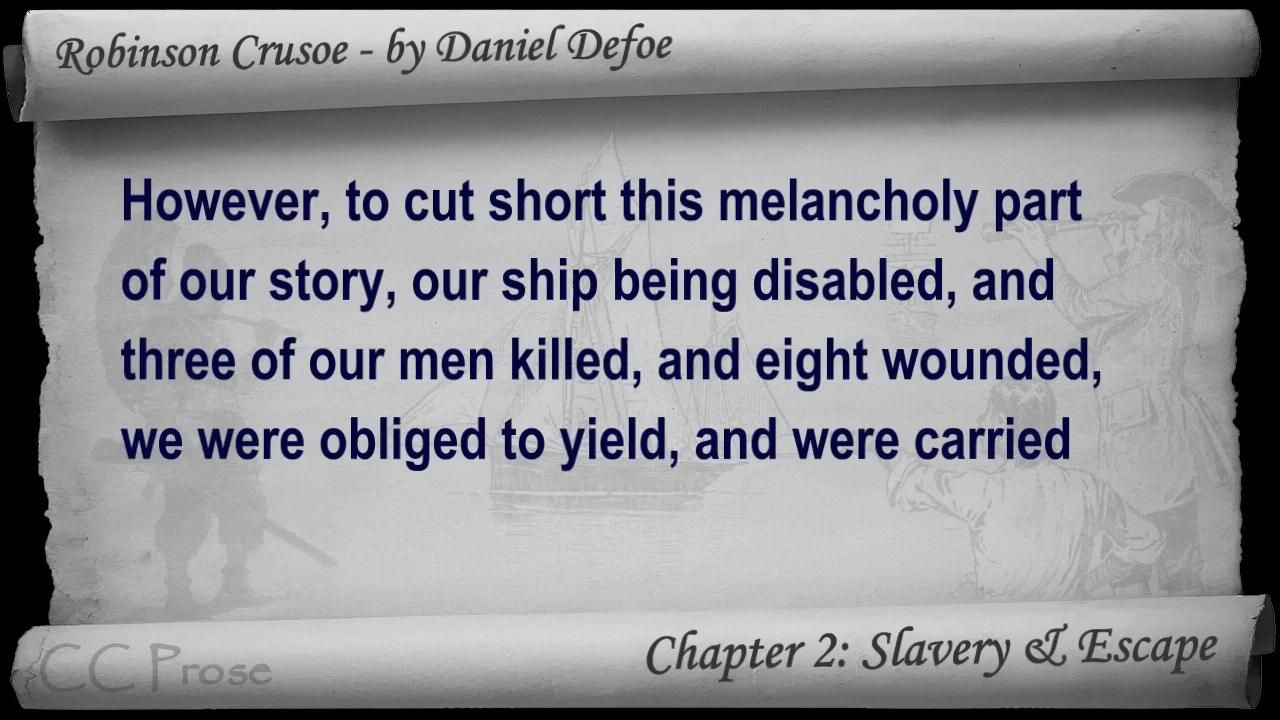 Robinson Crusoe - by Daniel Defoe
However, to cut short this melancholy part
of our story, our ship being disabled, and
three of our men killed, and eight wounded,
we were obliged to yield, and were carried
CC Prose
Chapter 2: Slavery & Escape